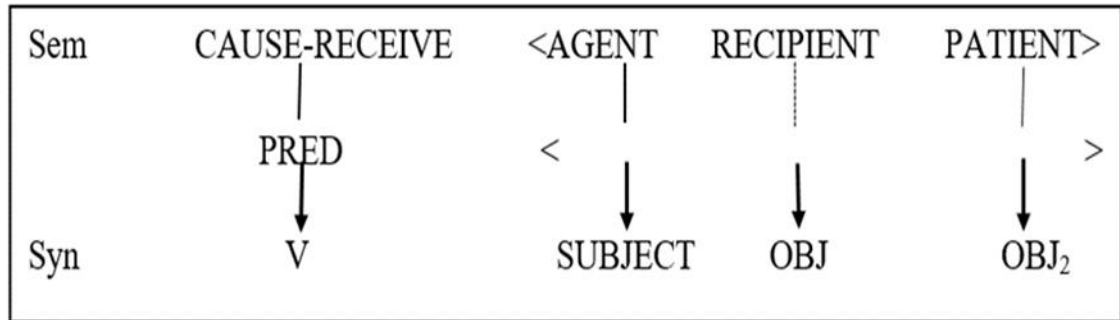 Sem CAUSE-RECEIVE <AGENT RECIPIENT PATIENT>
PRED < >
Syn V SUBJECT OBJ OBJ₂